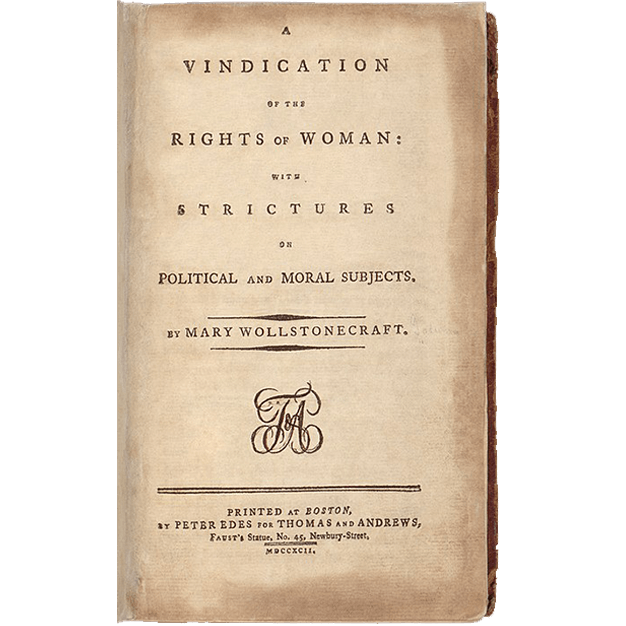 A
VINDICATION
OF THE
RIGHTS OF WOMAN:
WITH
STRICTURES
ON
POLITICAL AND MORAL SUBJECTS.
BY MARY WOLLSTONECRAFT.
T&A
PRINTED AT BOSTON,
BY PETER EDES FOR THOMAS AND ANDREWS,
FAUST's Statue, No. 45, Newbury-Street,
MDCCXCII.